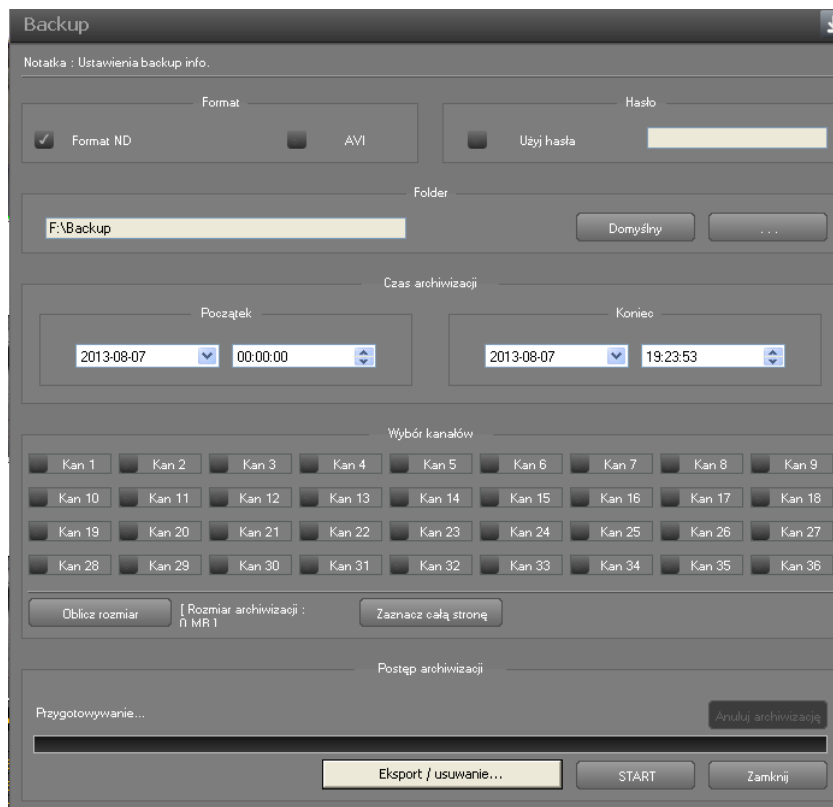 Backup
Notatka : Ustawienia backup info.
Format
Hasło
Format ND
AVI
Użyj hasła
Folder
F:\Backup
Domyślny
...
Czas archiwizacji
Początek
Koniec
2013-08-07
00:00:00
2013-08-07
19:23:53
Wybór kanałów
Kan 1 Kan 2 Kan 3 Kan 4 Kan 5 Kan 6 Kan 7 Kan 8 Kan 9
Kan 10 Kan 11 Kan 12 Kan 13 Kan 14 Kan 15 Kan 16 Kan 17 Kan 18
Kan 19 Kan 20 Kan 21 Kan 22 Kan 23 Kan 24 Kan 25 Kan 26 Kan 27
Kan 28 Kan 29 Kan 30 Kan 31 Kan 32 Kan 33 Kan 34 Kan 35 Kan 36
Oblicz rozmiar
[ Rozmiar archiwizacji :
0 MB ]
Zaznacz całą stronę
Postęp archiwizacji
Przygotowywanie...
Anuluj archiwizację
Eksport / usuwanie...
START
Zamknij